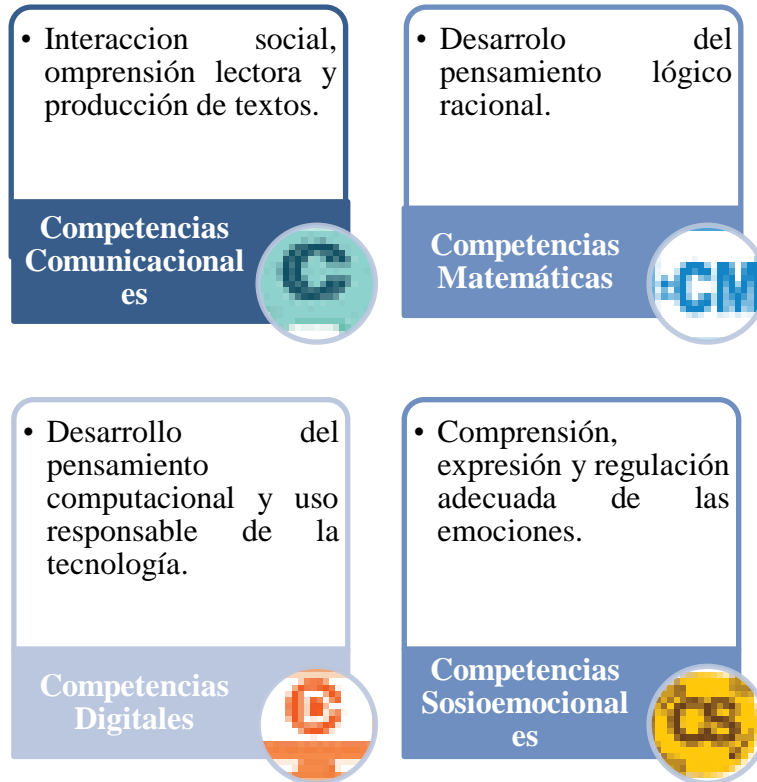 • Interaccion social,
omprensión lectora y
producción de textos.
Competencias
Comunicacional
es
C
• Desarrolo del
pensamiento lógico
racional.
Competencias
Matemáticas
CM
• Desarrollo del
pensamiento
computacional y uso
responsable de la
tecnología.
Competencias
Digitales
C
• Comprensión,
expresión y regulación
adecuada de las
emociones.
Competencias
Sosioemocional
es
CS